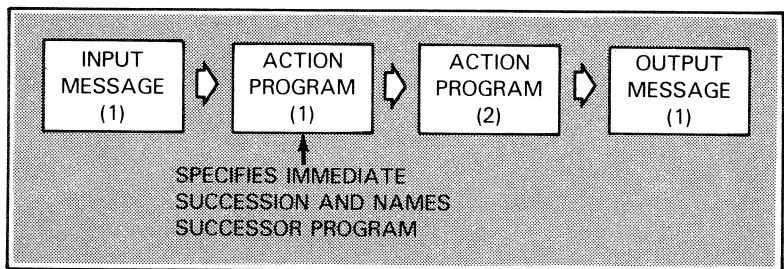 INPUT
MESSAGE
(1)
ACTION
PROGRAM
(1)
ACTION
PROGRAM
(2)
OUTPUT
MESSAGE
(1)
SPECIFIES IMMEDIATE
SUCCESSION AND NAMES
SUCCESSOR PROGRAM